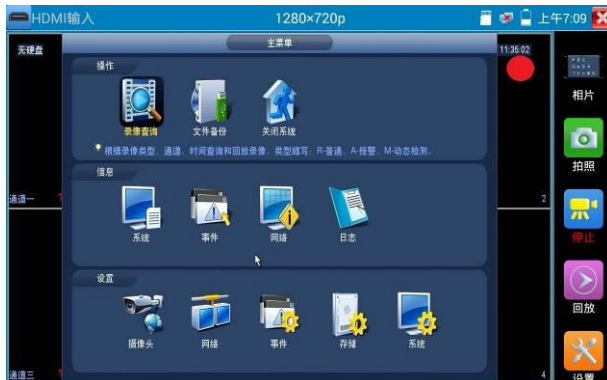 HDMI输入 1280×720p 上午7:09
无硬盘
主菜单
11:35:02
操作
录像查询 文件备份 关闭系统
根据录像类型、通道、时间查询和回放录像，类型缩写：R-普通、A-报警、M-动态检测。
信息
系统 事件 网络 日志
设置
摄像头 网络 事件 存储 系统
通道一
2
通道三
4
相片
拍照
停止
回放
设置